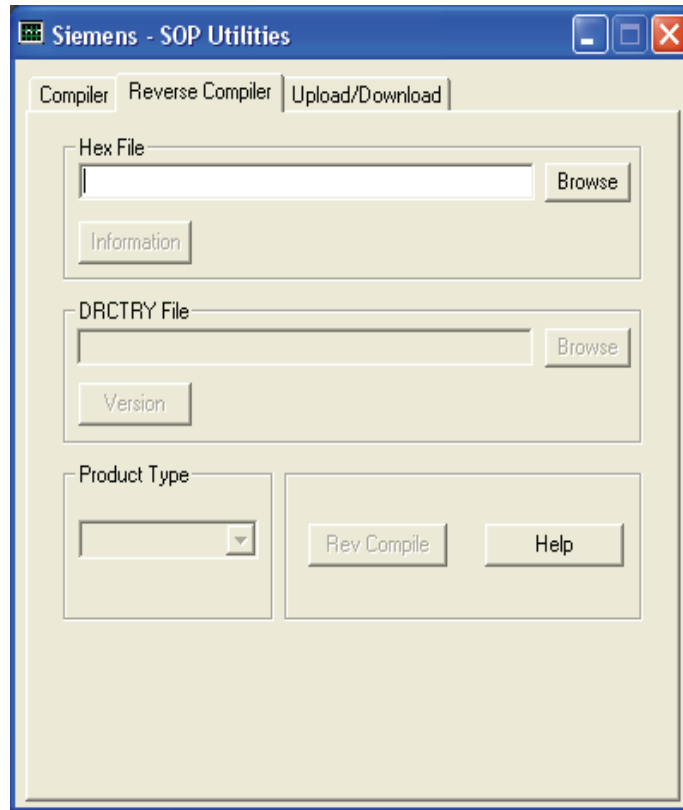 Siemens - SOP Utilities
Compiler Reverse Compiler Upload/Download
Hex File
Browse
Information
DRCTRY File
Browse
Version
Product Type
Rev Compile Help